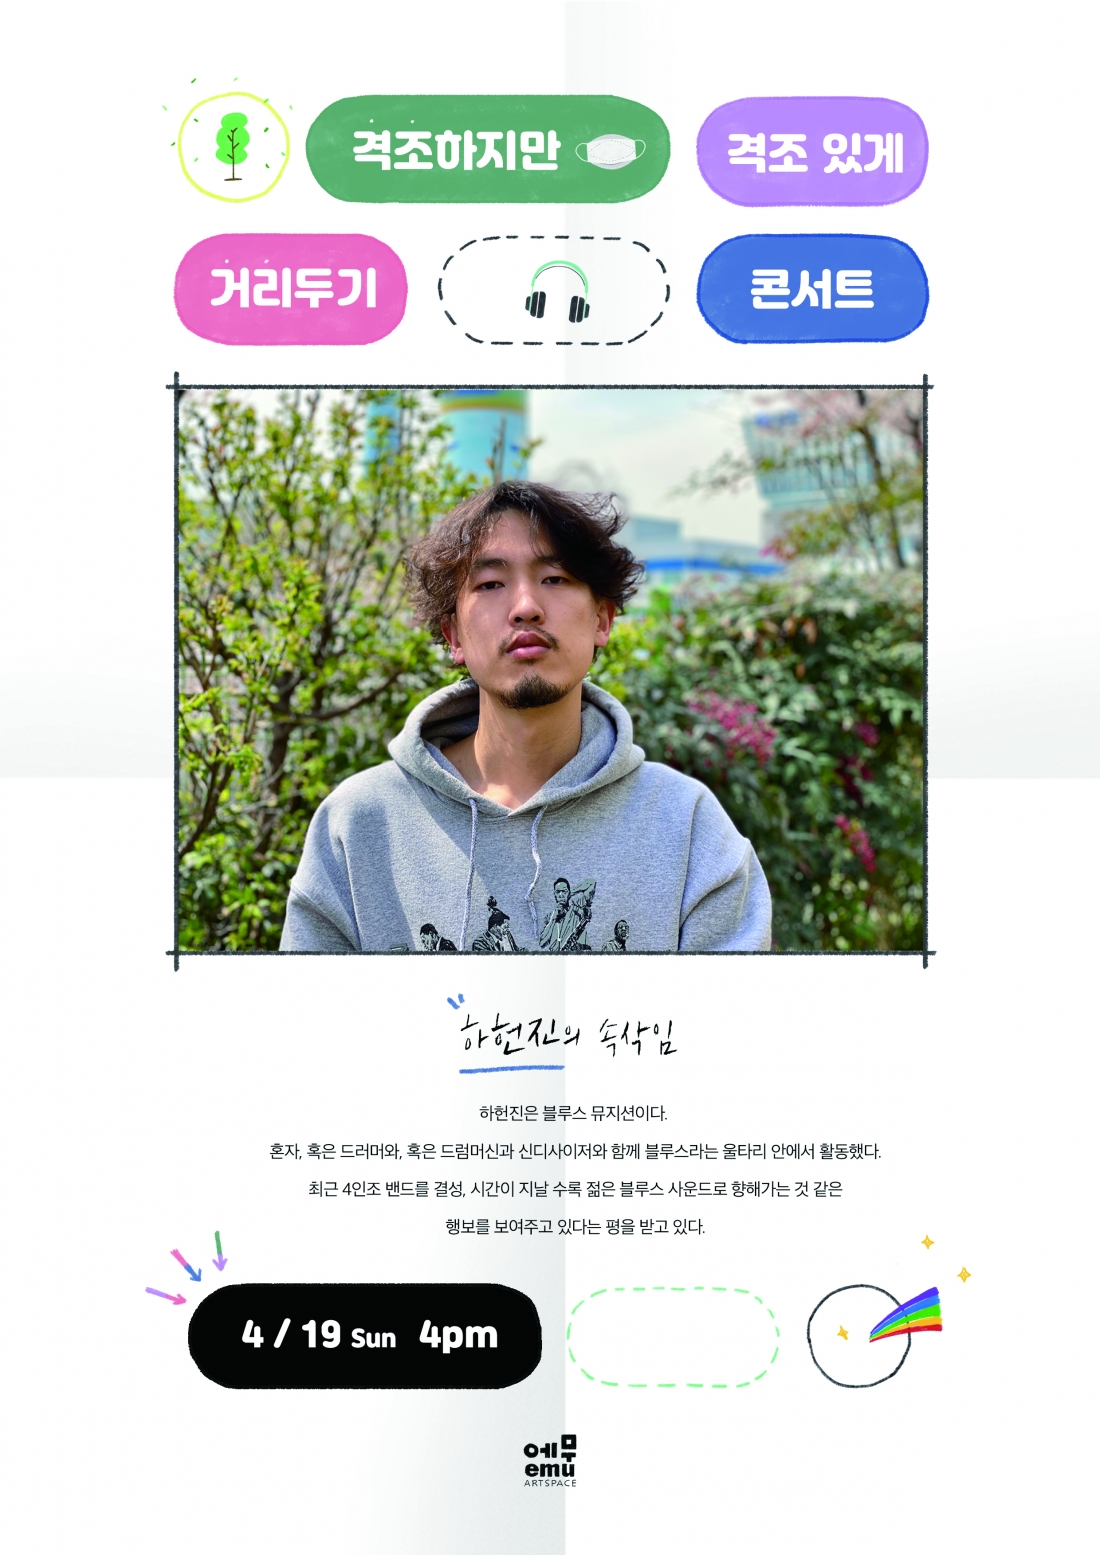 격조하지만
격조 있게
거리두기
콘서트
하헌진의 속삭임
하헌진은 블루스 뮤지션이다.
혼자, 혹은 드러머와, 혹은 드럼머신과 신디사이저와 함께 블루스라는 울타리 안에서 활동했다.
최근 4인조 밴드를 결성, 시간이 지날 수록 젊은 블루스 사운드로 향해가는 것 같은
행보를 보여주고 있다는 평을 받고 있다.
4 / 19 Sun 4pm
에무
emu
ARTSPACE